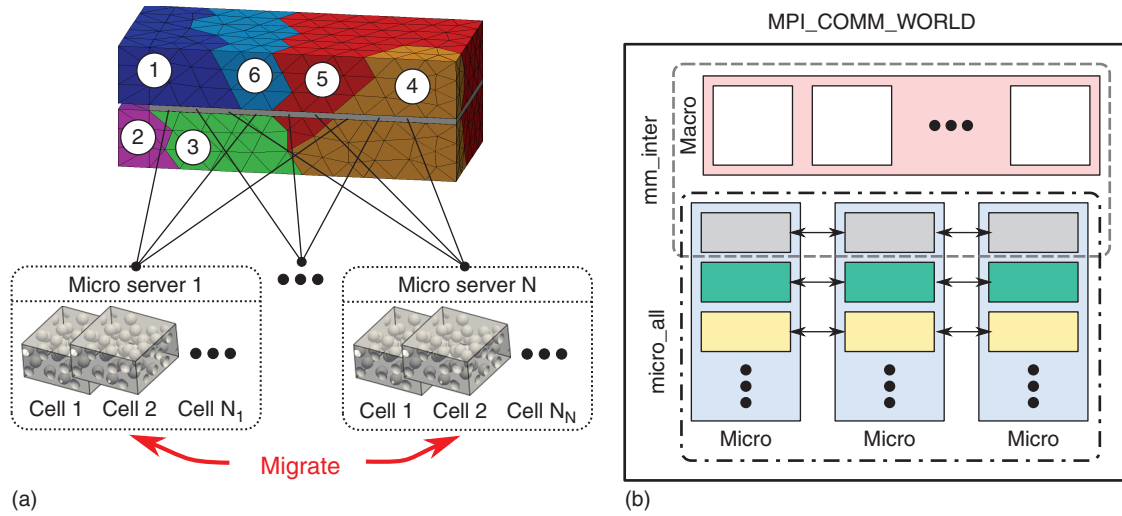 MPI_COMM_WORLD
1
6
5
4
2
3
Micro server 1
Micro server N
Cell 1
Cell 2
Cell N1
Cell 1
Cell 2
Cell NN
Migrate
(a)
mm_inter
Macro
micro_all
Micro
Micro
Micro
(b)